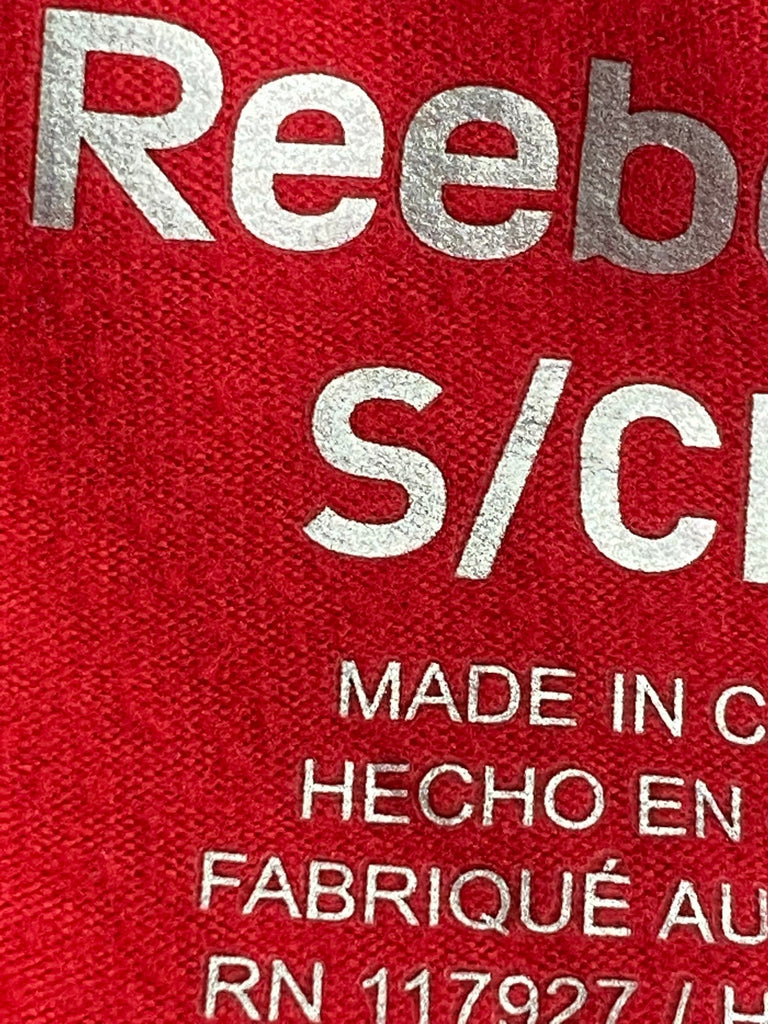 Reeb
S/C
MADE IN C
HECHO EN
FABRIQUÉ AU
RN 117927 / H